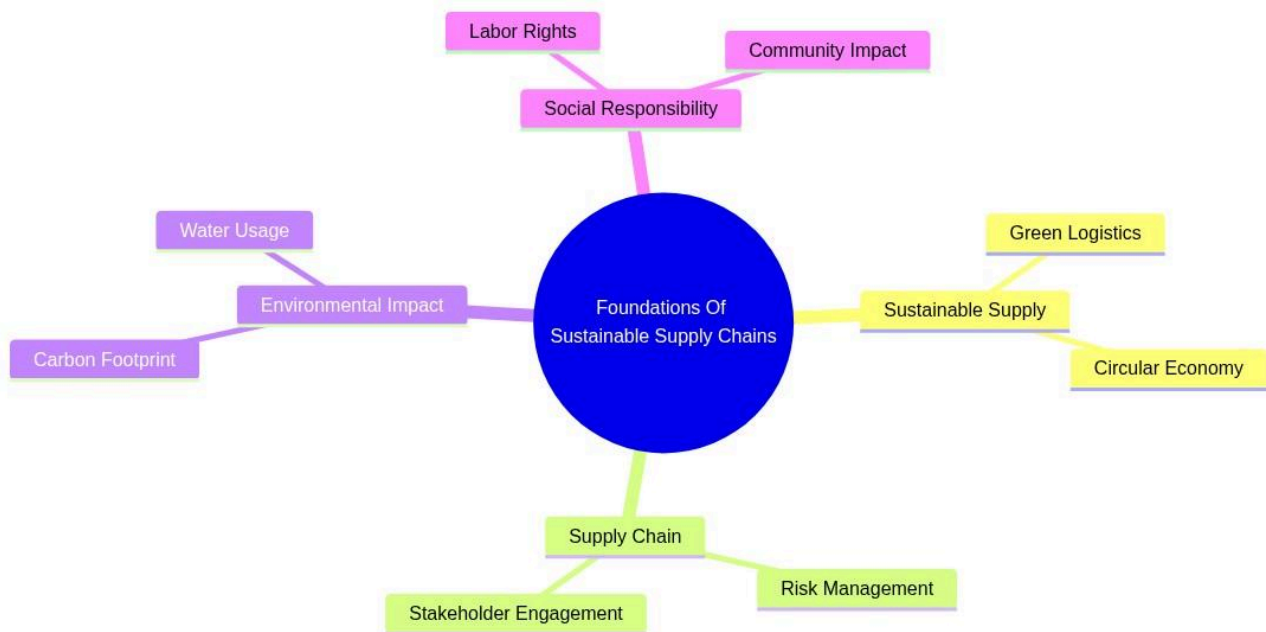 Labor Rights
Community Impact
Social Responsibility
Water Usage
Green Logistics
Environmental Impact
Foundations Of
Sustainable Supply Chains
Sustainable Supply
Carbon Footprint
Circular Economy
Supply Chain
Risk Management
Stakeholder Engagement